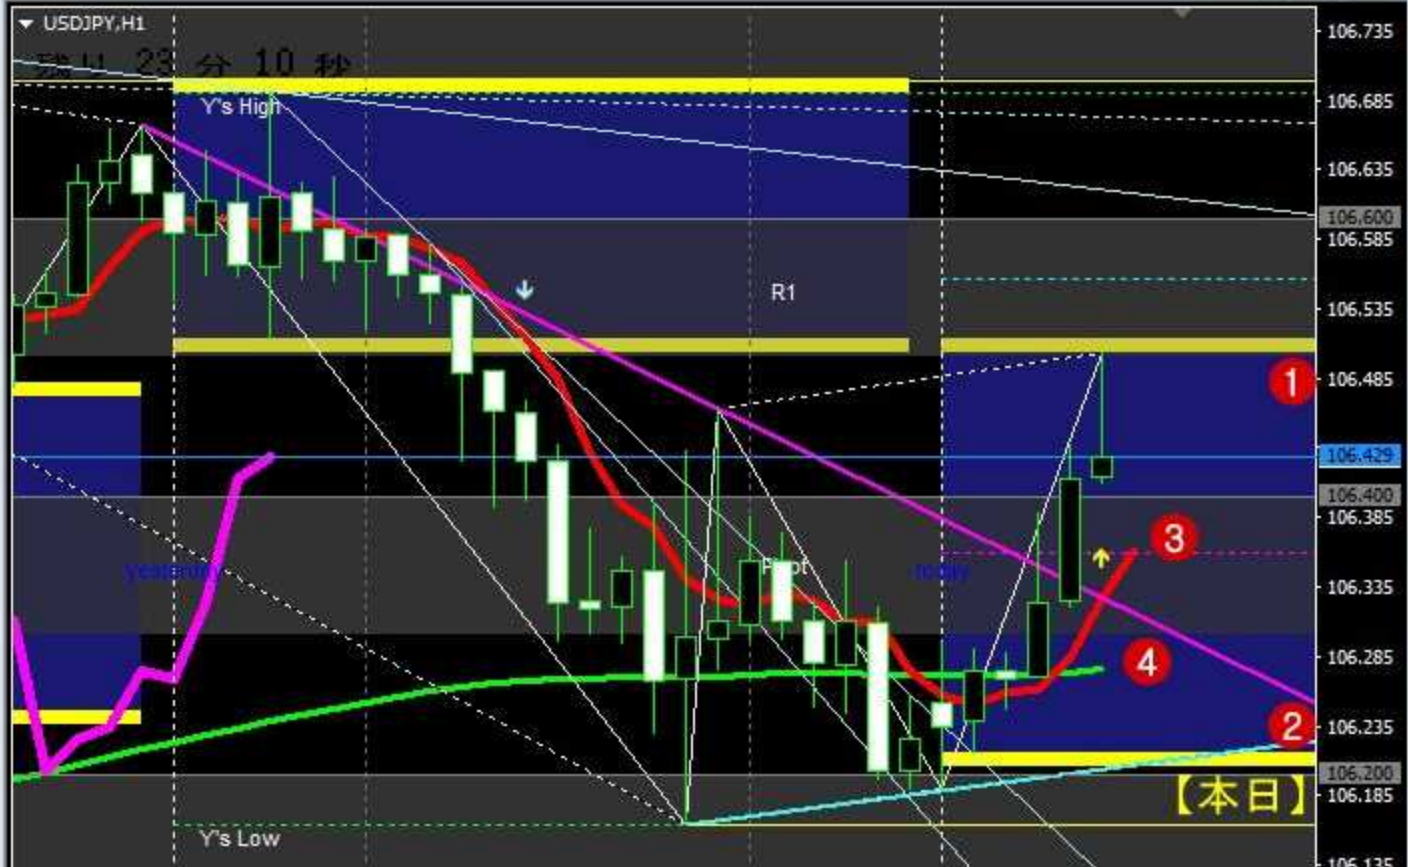 USDJPY,H1
残り 23 分 10 秒
Y's High
R1
Pivot
yesterday
today
Y's Low
【本日】
1
3
4
2
106.735
106.685
106.635
106.600
106.585
106.535
106.485
106.429
106.400
106.385
106.335
106.285
106.235
106.200
106.185
106.135